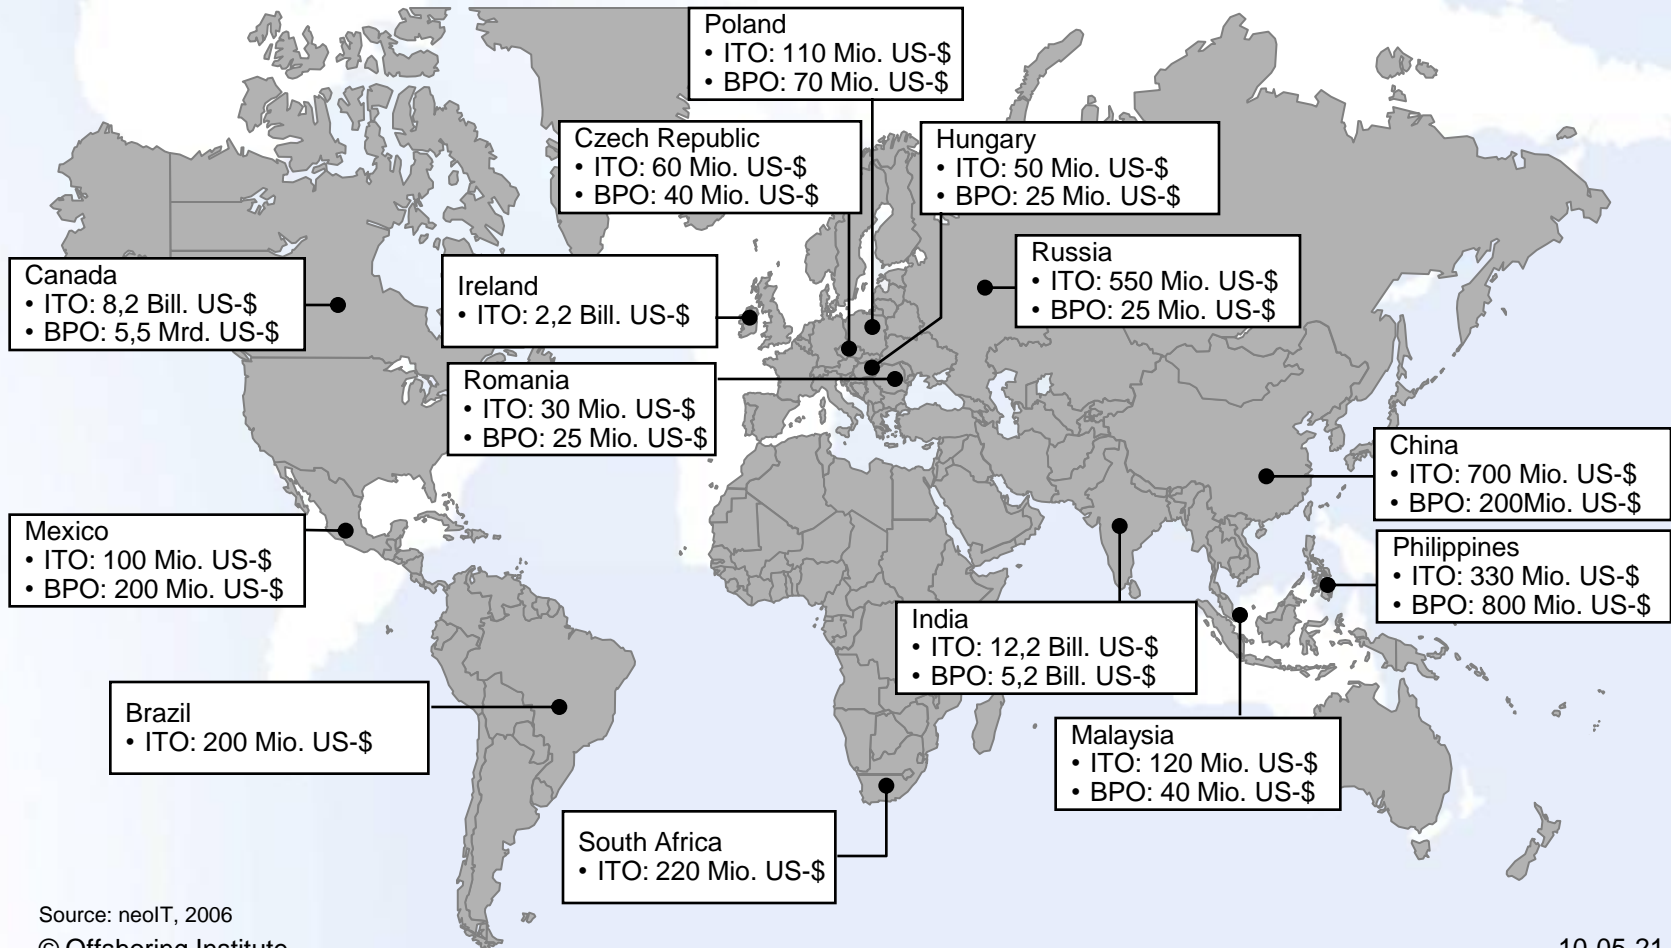 Poland
• ITO: 110 Mio. US-$
• BPO: 70 Mio. US-$
Czech Republic
• ITO: 60 Mio. US-$
• BPO: 40 Mio. US-$
Hungary
• ITO: 50 Mio. US-$
• BPO: 25 Mio. US-$
Canada
• ITO: 8,2 Bill. US-$
• BPO: 5,5 Mrd. US-$
Ireland
• ITO: 2,2 Bill. US-$
Russia
• ITO: 550 Mio. US-$
• BPO: 25 Mio. US-$
Romania
• ITO: 30 Mio. US-$
• BPO: 25 Mio. US-$
China
• ITO: 700 Mio. US-$
• BPO: 200Mio. US-$
Mexico
• ITO: 100 Mio. US-$
• BPO: 200 Mio. US-$
Philippines
• ITO: 330 Mio. US-$
• BPO: 800 Mio. US-$
India
• ITO: 12,2 Bill. US-$
• BPO: 5,2 Bill. US-$
Brazil
• ITO: 200 Mio. US-$
Malaysia
• ITO: 120 Mio. US-$
• BPO: 40 Mio. US-$
South Africa
• ITO: 220 Mio. US-$
Source: neoIT, 2006
© Offshoring Institute
10-05-21